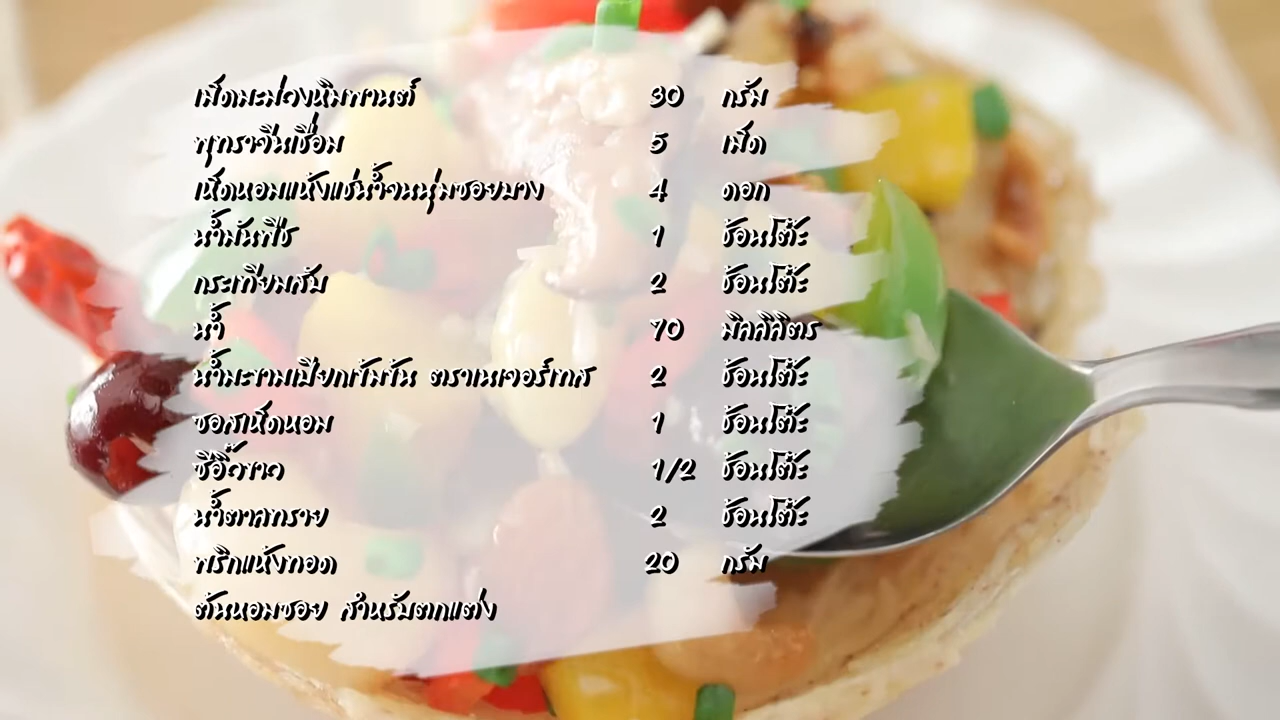 เม็ดมะม่วงหิมพานต์ 30 กรัม
พุทราจีนเชื่อม 5 เม็ด
เห็ดหอมแห้งแช่น้ำจนนุ่มซอยบาง 4 ดอก
น้ำมันพืช 1 ช้อนโต๊ะ
กระเทียมสับ 2 ช้อนโต๊ะ
น้ำ 70 มิลลิลิตร
น้ำมะขามเปียกเข้มข้น ตราเนเจอร์เทส 2 ช้อนโต๊ะ
ซอสเห็ดหอม 1 ช้อนโต๊ะ
ซีอิ๊วขาว 1/2 ช้อนโต๊ะ
น้ำตาลทราย 2 ช้อนโต๊ะ
พริกแห้งทอด 20 กรัม
ต้นหอมซอย สำหรับตกแต่ง